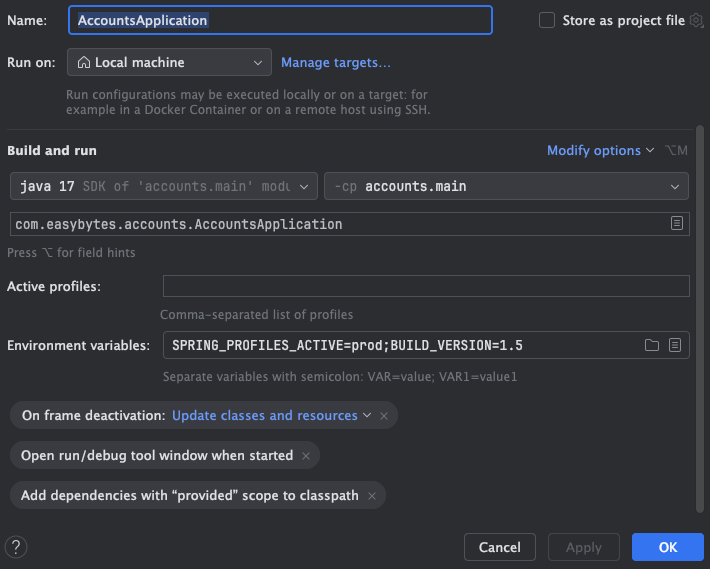 Name: AccountsApplication Store as project file
Run on: Local machine Manage targets...
Run configurations may be executed locally or on a target: for
example in a Docker Container or on a remote host using SSH.
Build and run Modify options ⌥M
java 17 SDK of 'accounts.main' modu -cp accounts.main
com.easybytes.accounts.AccountsApplication
Press ⌥ for field hints
Active profiles:
Comma-separated list of profiles
Environment variables: SPRING_PROFILES_ACTIVE=prod;BUILD_VERSION=1.5
Separate variables with semicolon: VAR=value; VAR1=value1
On frame deactivation: Update classes and resources ×
Open run/debug tool window when started ×
Add dependencies with “provided” scope to classpath ×
? Cancel Apply OK